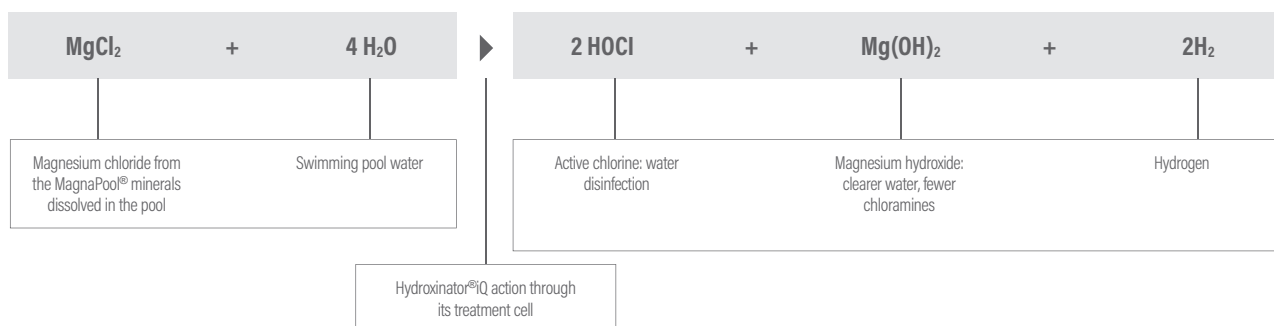 MgCl₂ + 4 H₂O ▶ 2 HOCl + Mg(OH)₂ + 2H₂
Magnesium chloride from
the MagnaPool® minerals
dissolved in the pool
Swimming pool water
Active chlorine: water
disinfection
Magnesium hydroxide:
clearer water, fewer
chloramines
Hydrogen
Hydroxinator®iQ action through
its treatment cell